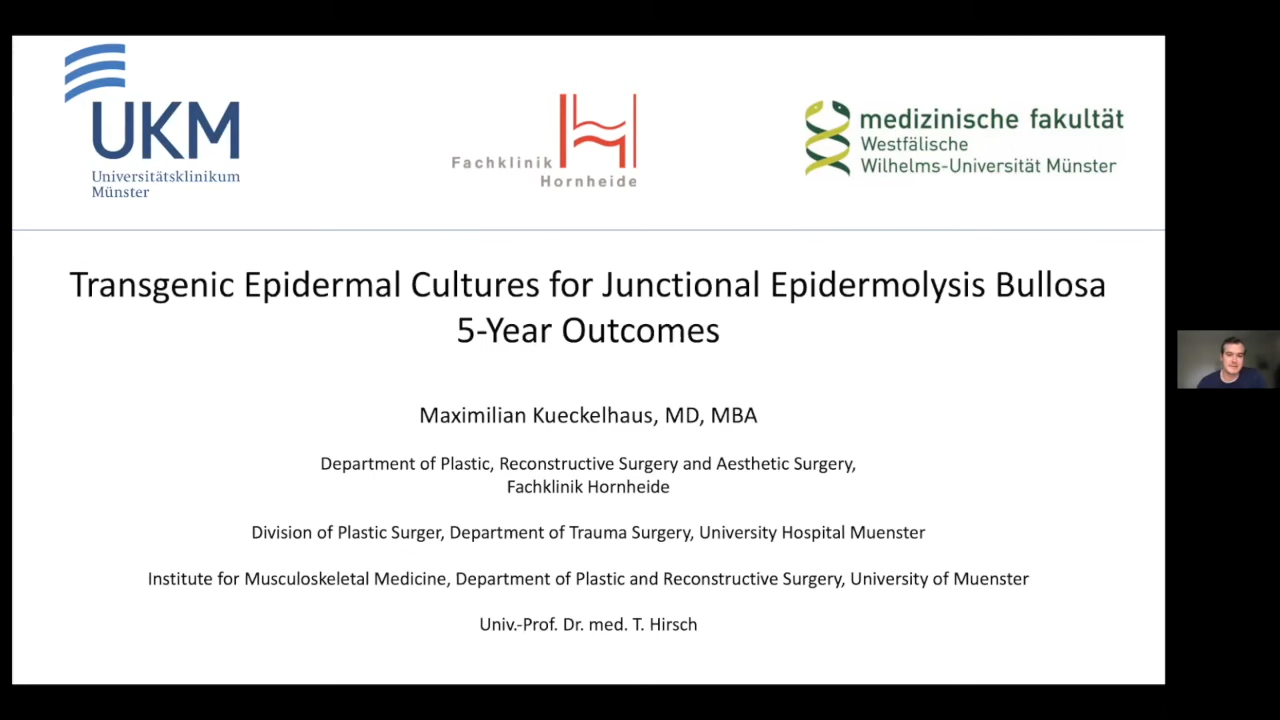 UKM
Universitätsklinikum
Münster
Fachklinik
Hornheide
medizinische fakultät
Westfälische
Wilhelms-Universität Münster
Transgenic Epidermal Cultures for Junctional Epidermolysis Bullosa
5-Year Outcomes
Maximilian Kueckelhaus, MD, MBA
Department of Plastic, Reconstructive Surgery and Aesthetic Surgery,
Fachklinik Hornheide
Division of Plastic Surger, Department of Trauma Surgery, University Hospital Muenster
Institute for Musculoskeletal Medicine, Department of Plastic and Reconstructive Surgery, University of Muenster
Univ.-Prof. Dr. med. T. Hirsch